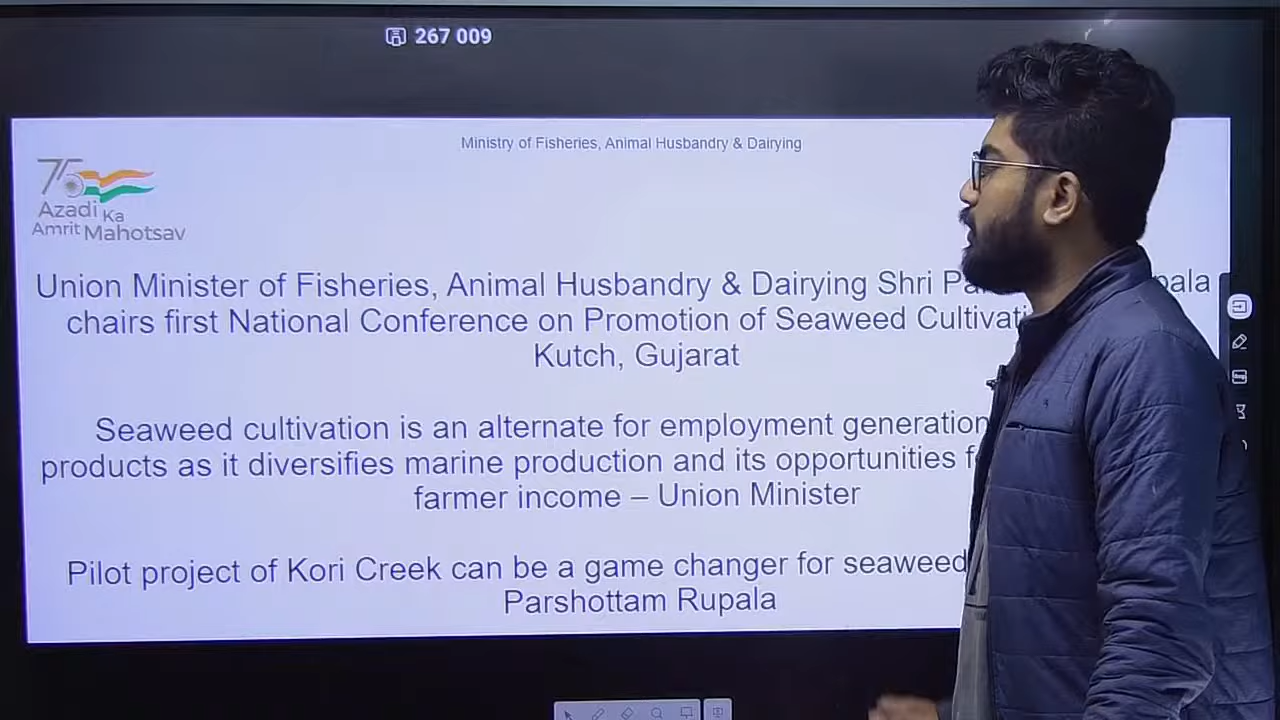 267 009
Ministry of Fisheries, Animal Husbandry & Dairying
75
Azadi Ka
Amrit Mahotsav
Union Minister of Fisheries, Animal Husbandry & Dairying Shri
chairs first National Conference on Promotion of Seaweed
Kutch, Gujarat
Seaweed cultivation is an alternate for employment generation
products as it diversifies marine production and its opportunities
farmer income – Union Minister
Pilot project of Kori Creek can be a game changer for seaweed
Parshottam Rupala